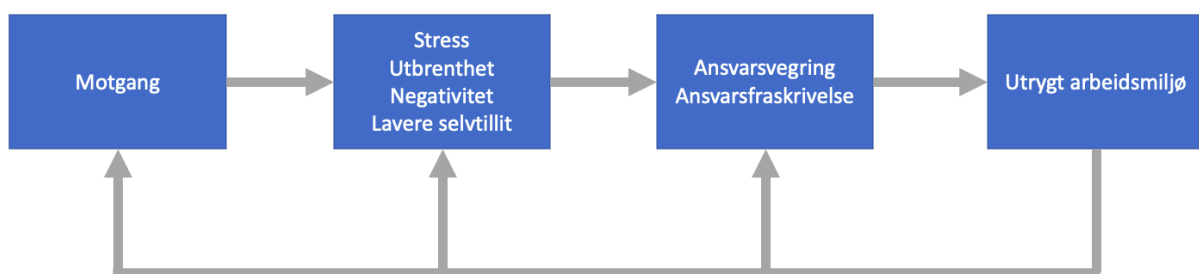 Motgang
Stress
Utbrenthet
Negativitet
Lavere selvtillit
Ansvarsvegring
Ansvarsfraskrivelse
Utrygt arbeidsmiljø